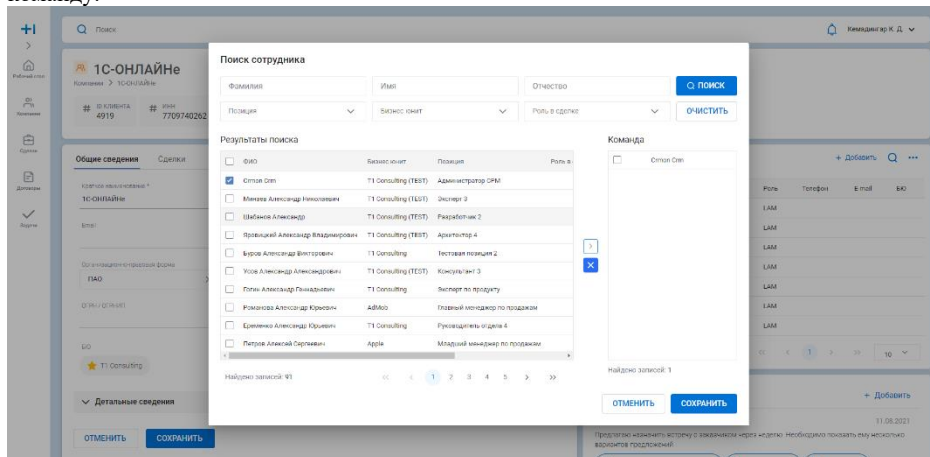 команду.
Поиск
Кемадингар К. Д.
Рабочий стол
Компании
Сделки
Договоры
Задачи
1С-ОНЛАЙНе
Компании > 1С-ОНЛАЙНе
# ID КЛИЕНТА
4919
# ИНН
7709740262
Общие сведения Сделки
Краткое наименование *
1С-ОНЛАЙНе
Email
Организационно-правовая форма
ПАО
БЮ
T1 Consulting
Детальные сведения
ОТМЕНИТЬ СОХРАНИТЬ
Поиск сотрудника
Фамилия Имя Отчество ПОИСК
Позиция Бизнес юнит Роль в сделке ОЧИСТИТЬ
Результаты поиска
ФИО Бизнес юнит Позиция Роль в
Crmon Crm T1 Consulting (TEST) Администратор CРМ
Минаев Александр Николаевич T1 Consulting (TEST) Эксперт 3
Шабанов Александр T1 Consulting (TEST) Разработчик 2
Яровицкий Александр Владимирович T1 Consulting (TEST) Архитектор 4
Буров Александр Викторович T1 Consulting Тестовая позиция 2
Усов Александр Александрович T1 Consulting (TEST) Консультант 3
Александр Геннадьевич T1 Consulting Эксперт по продукту
Романова Александр Юрьевич AdMob Главный менеджер по продажам
Еременко Александр Юрьевич T1 Consulting Руководитель отдела 4
Петров Алексей Сергеевич Apple Младший менеджер по продажам
Найдено записей: 91
<< < 1 2 3 4 5 > >>
Команда
Crmon Crm
Найдено записей: 1
ОТМЕНИТЬ СОХРАНИТЬ
+ Добавить
Роль Телефон E-mail БЮ
LAM
LAM
LAM
LAM
LAM
LAM
LAM
<< < 1 > >> 10
+ Добавить
11.08.2021
Предлагаю назначить встречу с заказчиком через неделю. Необходимо показать ему несколько
вариантов предложений